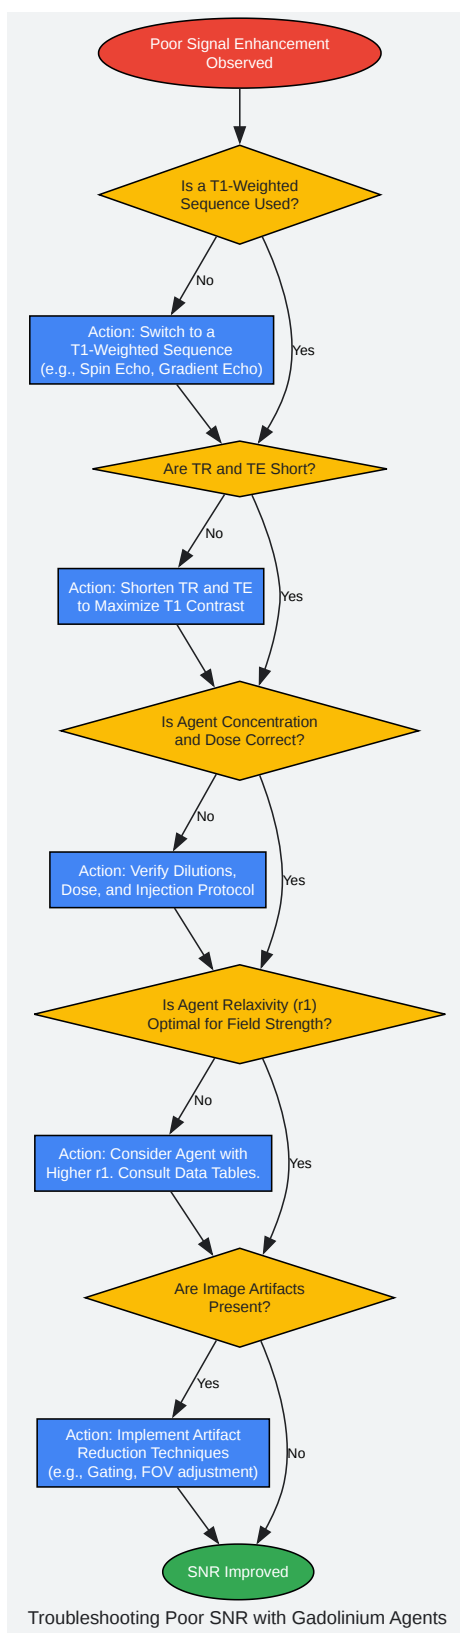 Poor Signal Enhancement
Observed
Is a T1-Weighted
Sequence Used?
No
Yes
Action: Switch to a
T1-Weighted Sequence
(e.g., Spin Echo, Gradient Echo)
Are TR and TE Short?
No
Yes
Action: Shorten TR and TE
to Maximize T1 Contrast
Is Agent Concentration
and Dose Correct?
No
Yes
Action: Verify Dilutions,
Dose, and Injection Protocol
Is Agent Relaxivity (r1)
Optimal for Field Strength?
No
Yes
Action: Consider Agent with
Higher r1. Consult Data Tables.
Are Image Artifacts
Present?
Yes
No
Action: Implement Artifact
Reduction Techniques
(e.g., Gating, FOV adjustment)
SNR Improved
Troubleshooting Poor SNR with Gadolinium Agents